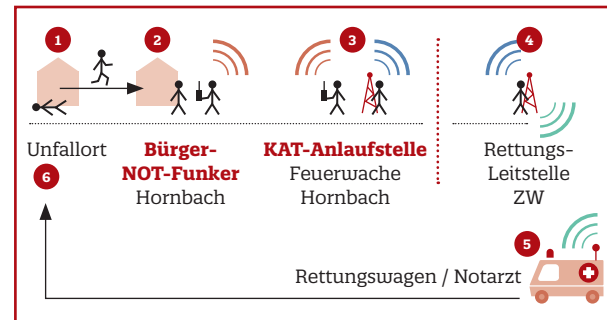 1
2
3
4
Unfallort
Bürger-
NOT-Funker
Hornbach
KAT-Anlaufstelle
Feuerwache
Hornbach
Rettungs-
Leitstelle
ZW
6
5
Rettungswagen / Notarzt